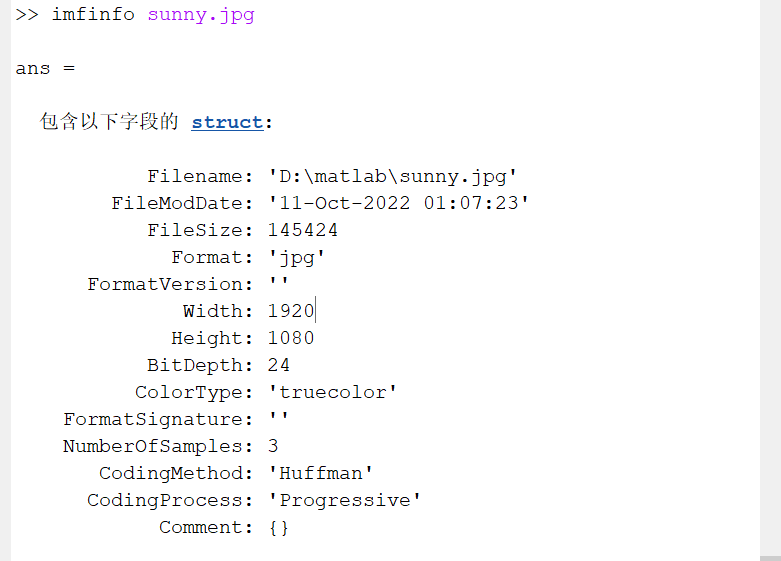 >> imfinfo sunny.jpg
ans =
包含以下字段的 struct:
Filename: 'D:\matlab\sunny.jpg'
FileModDate: '11-Oct-2022 01:07:23'
FileSize: 145424
Format: 'jpg'
FormatVersion: ''
Width: 1920
Height: 1080
BitDepth: 24
ColorType: 'truecolor'
FormatSignature: ''
NumberOfSamples: 3
CodingMethod: 'Huffman'
CodingProcess: 'Progressive'
Comment: {}